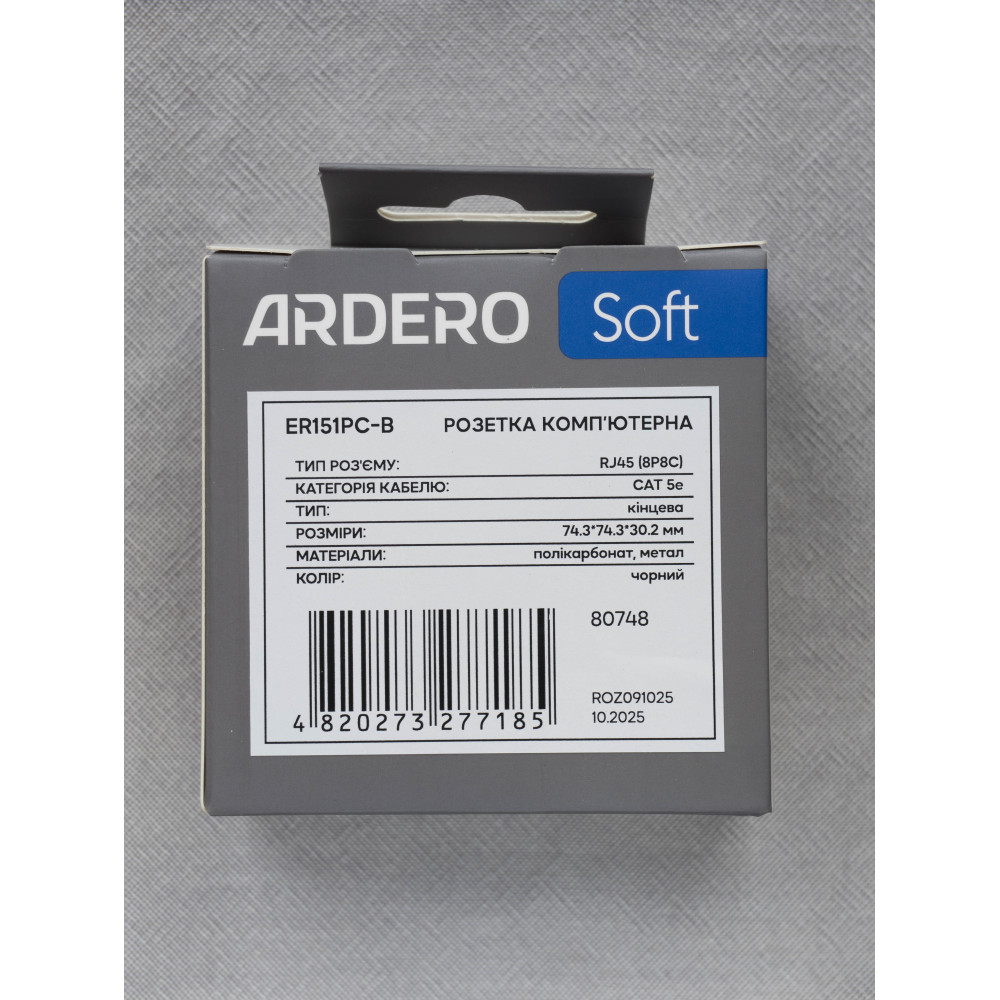 ARDERO Soft
ER151PC-B РОЗЕТКА КОМП'ЮТЕРНА
ТИП РОЗ'ЄМУ: RJ45 (8P8C)
КАТЕГОРІЯ КАБЕЛЮ: CAT 5e
ТИП: кінцева
РОЗМІРИ: 74.3*74.3*30.2 мм
МАТЕРІАЛИ: полікарбонат, метал
КОЛІР: чорний
80748
ROZ091025
10.2025
4 820273 277185